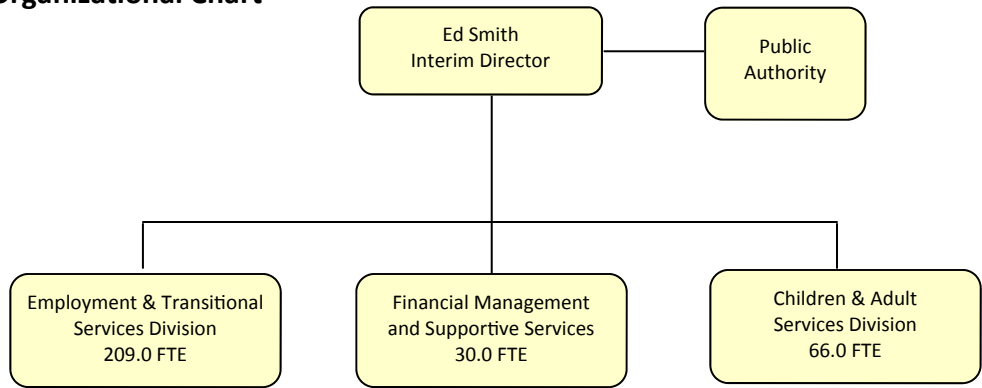 Organizational Chart
Ed Smith
Interim Director
Public
Authority
Employment & Transitional
Services Division
209.0 FTE
Financial Management
and Supportive Services
30.0 FTE
Children & Adult
Services Division
66.0 FTE